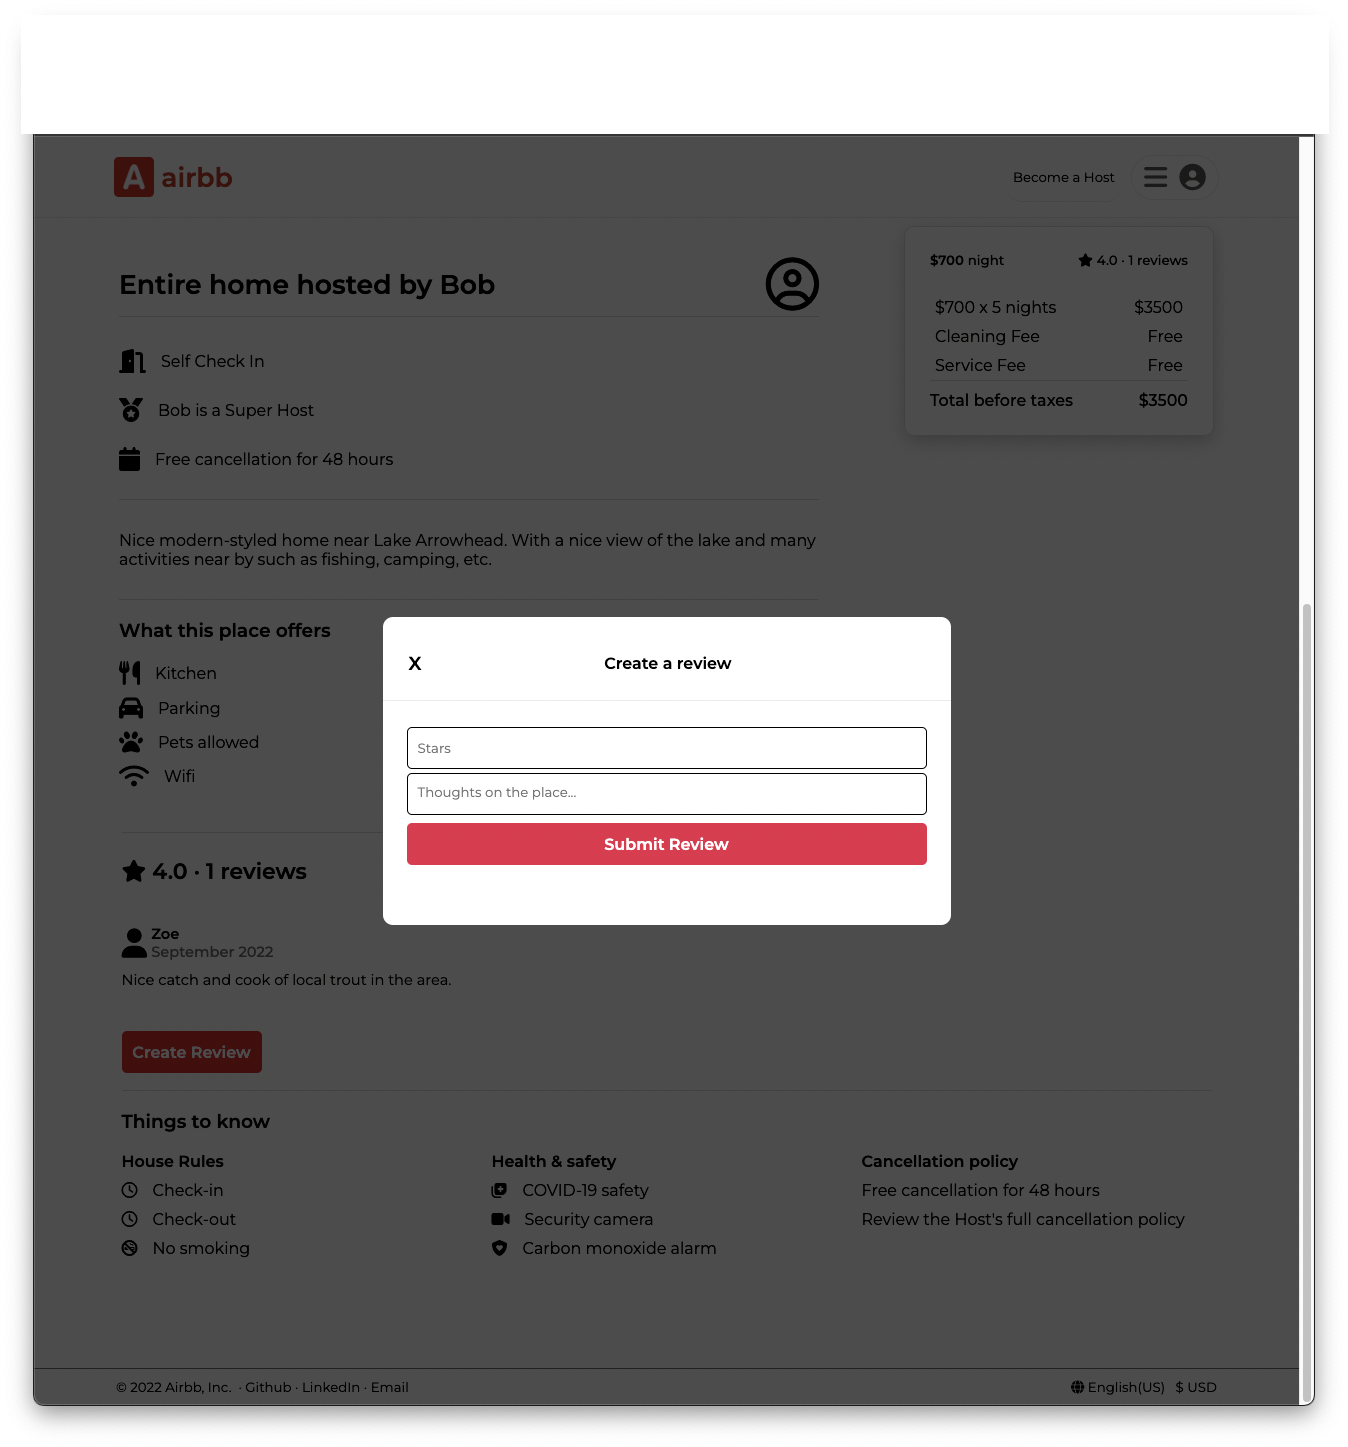 A airbb
Become a Host
Entire home hosted by Bob
$700 night
4.0 · 1 reviews
$700 x 5 nights
$3500
Cleaning Fee
Free
Service Fee
Free
Total before taxes
$3500
Self Check In
Bob is a Super Host
Free cancellation for 48 hours
Nice modern-styled home near Lake Arrowhead. With a nice view of the lake and many
activities near by such as fishing, camping, etc.
What this place offers
Kitchen
Parking
Pets allowed
Wifi
X
Create a review
Stars
Thoughts on the place...
Submit Review
4.0 · 1 reviews
Zoe
September 2022
Nice catch and cook of local trout in the area.
Create Review
Things to know
House Rules
Check-in
Check-out
No smoking
Health & safety
COVID-19 safety
Security camera
Carbon monoxide alarm
Cancellation policy
Free cancellation for 48 hours
Review the Host's full cancellation policy
© 2022 Airbb, Inc. · Github · LinkedIn · Email
English(US) $ USD